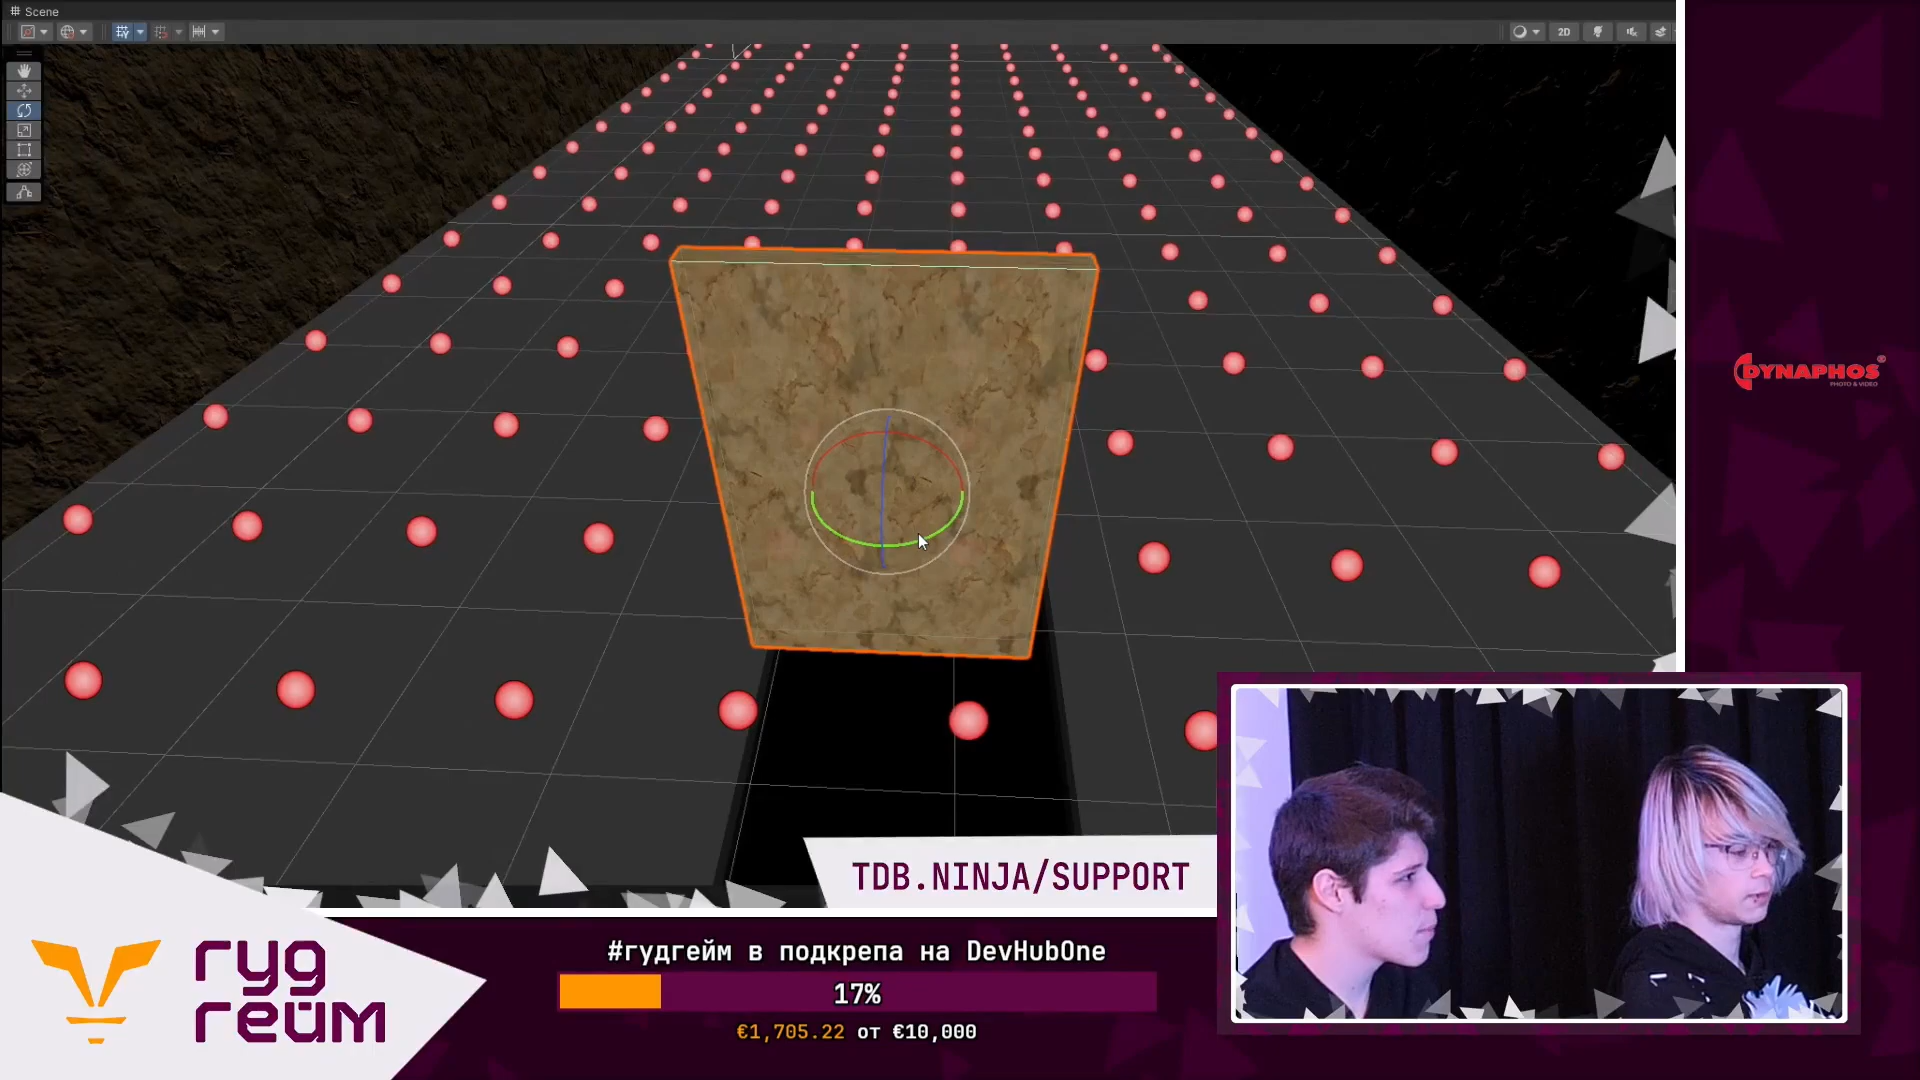 Scene
2D
DYNAPHOS®
PHOTO & VIDEO
TDB.NINJA/SUPPORT
гуд
гейм
#гудгейм в подкрепа на DevHubOne
17%
€1,705.22 от €10,000